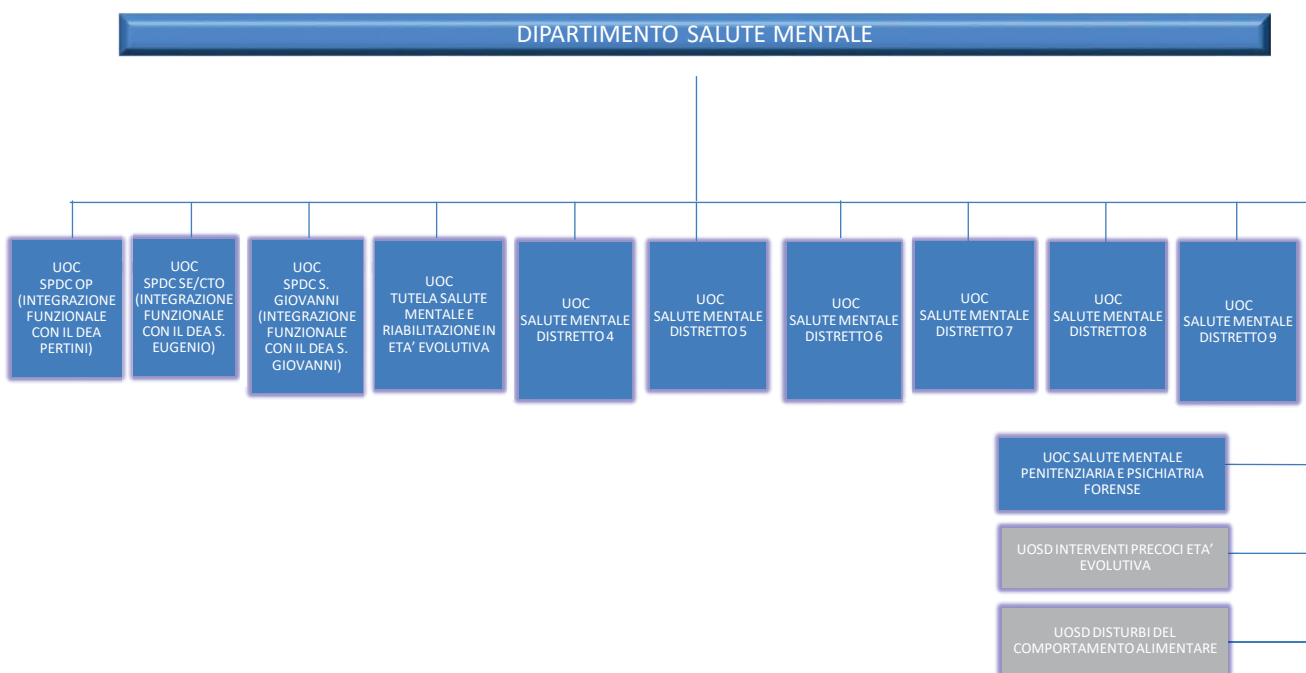 DIPARTIMENTO SALUTE MENTALE
UOC
SPDC OP
(INTEGRAZIONE
FUNZIONALE
CON IL DEA
PERTINI)
UOC
SPDC SE/CTO
(INTEGRAZIONE
FUNZIONALE
CON IL DEA S.
EUGENIO)
UOC
SPDC S.
GIOVANNI
(INTEGRAZIONE
FUNZIONALE
CON IL DEA S.
GIOVANNI)
UOC
TUTELA SALUTE
MENTALE E
RIABILITAZIONE IN
ETA’ EVOLUTIVA
UOC
SALUTE MENTALE
DISTRETTO 4
UOC
SALUTE MENTALE
DISTRETTO 5
UOC
SALUTE MENTALE
DISTRETTO 6
UOC
SALUTE MENTALE
DISTRETTO 7
UOC
SALUTE MENTALE
DISTRETTO 8
UOC
SALUTE MENTALE
DISTRETTO 9
UOC SALUTE MENTALE
PENITENZIARIA E PSICHIATRIA
FORENSE
UOSD INTERVENTI PRECOCI ETA’
EVOLUTIVA
UOSD DISTURBI DEL
COMPORTAMENTO ALIMENTARE